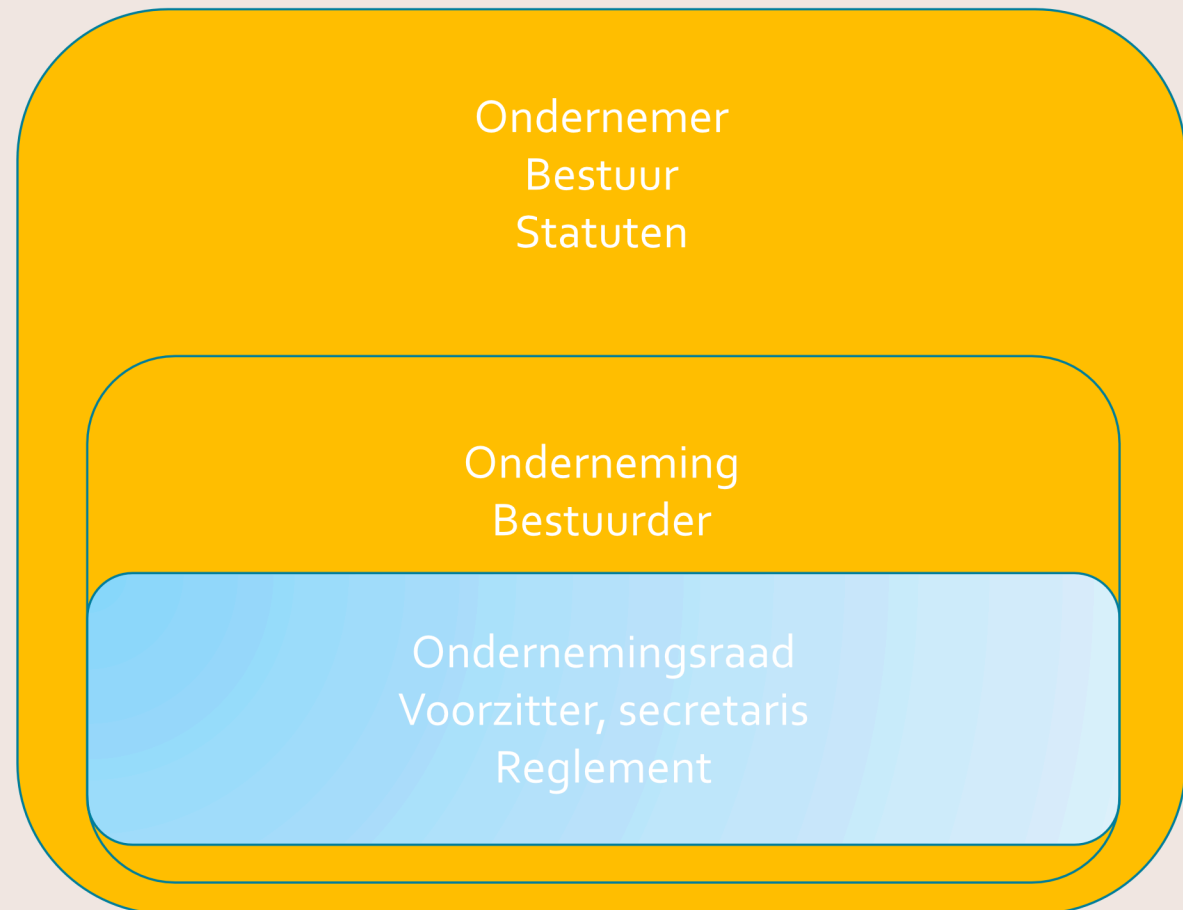 Ondernemer
Bestuur
Statuten
Onderneming
Bestuurder
Ondernemingsraad
Voorzitter, secretaris
Reglement